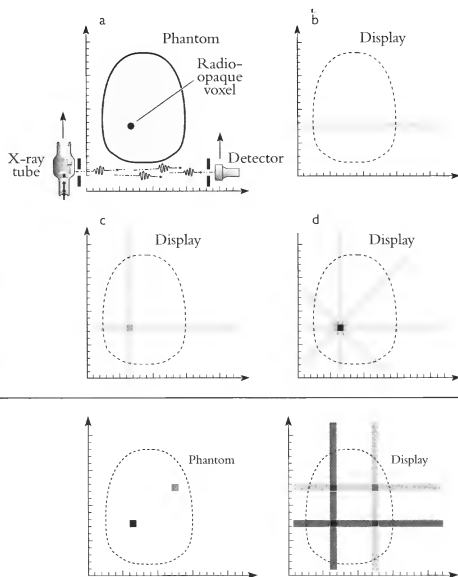 a
Phantom
Radio-
opaque
voxel
X-ray
tube
Detector
b
Display
c
Display
d
Display
Phantom
Display